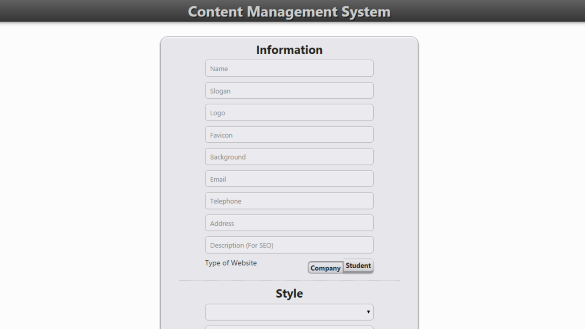 Content Management System
Information
Name
Slogan
Logo
Favicon
Background
Email
Telephone
Address
Description (For SEO)
Type of Website Company Student
Style